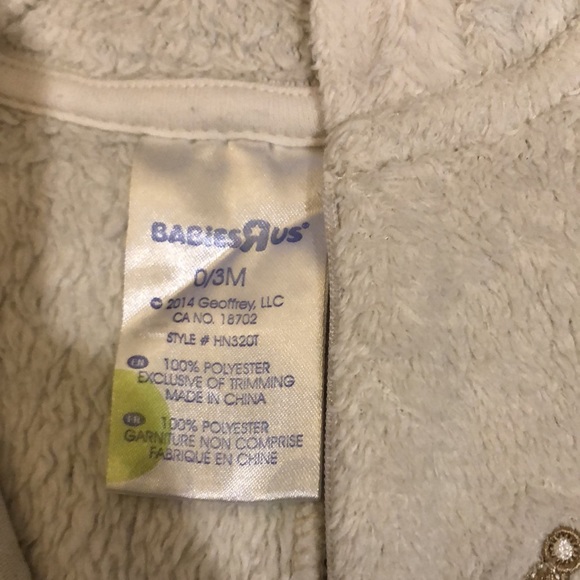 BABIES R US
0/3M
© 2014 Geoffrey, LLC
CA NO. 18702
STYLE # HN320T
EN 100% POLYESTER
EXCLUSIVE OF TRIMMING
MADE IN CHINA
FR 100% POLYESTER
GARNITURE NON COMPRISE
FABRIQUÉ EN CHINE